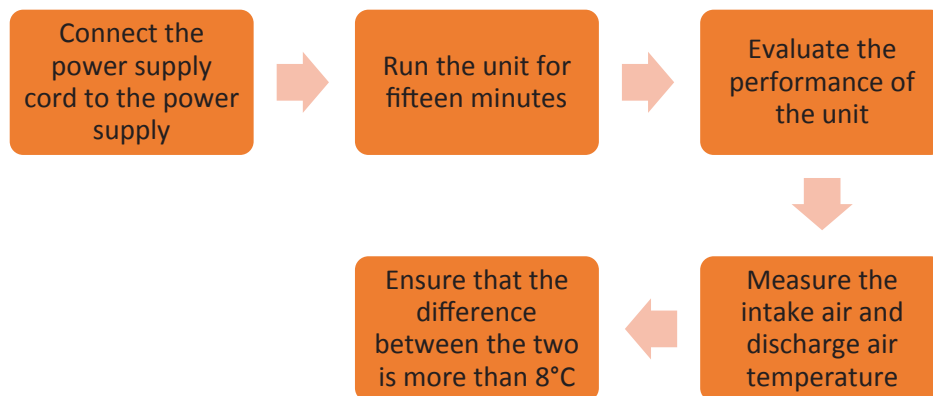 Connect the
power supply
cord to the power
supply
Run the unit for
fifteen minutes
Evaluate the
performance of
the unit
Measure the
intake air and
discharge air
temperature
Ensure that the
difference
between the two
is more than 8°C